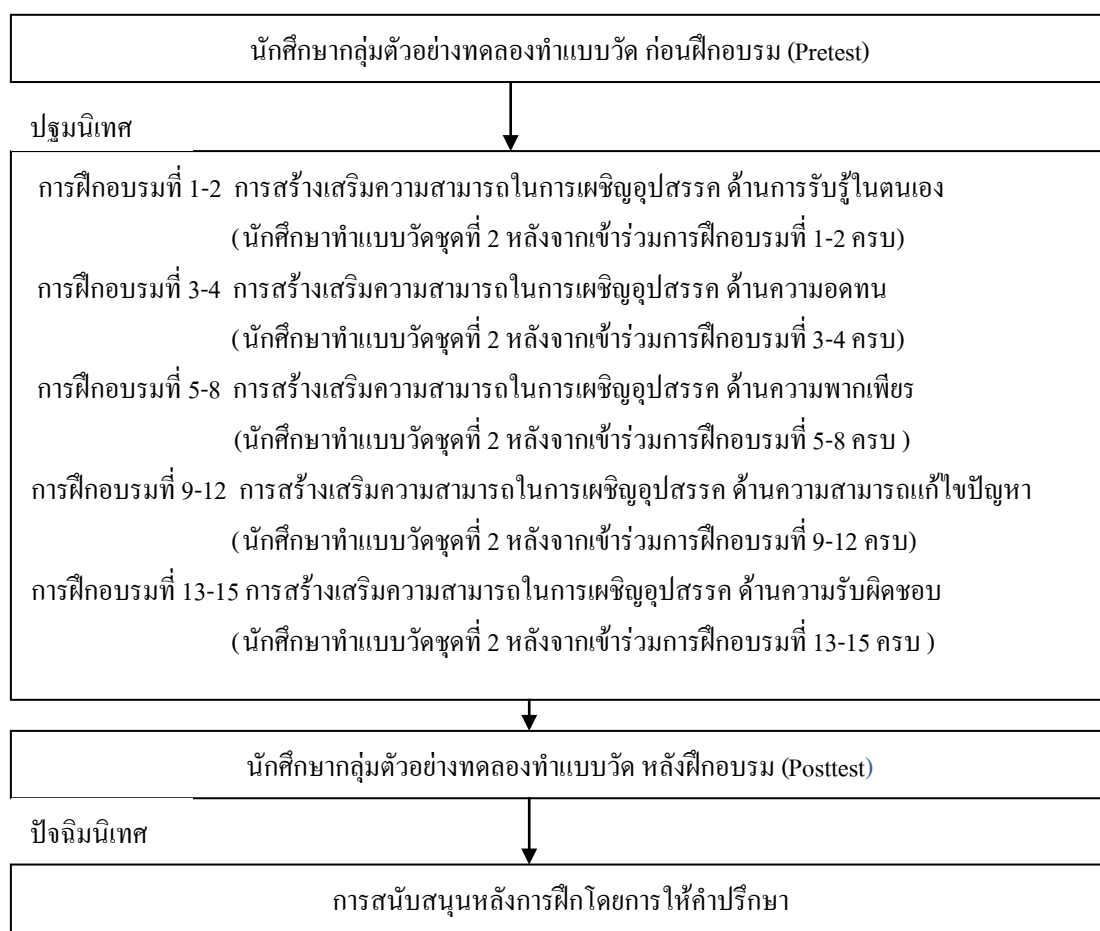 นักศึกษากลุ่มตัวอย่างทดลองทำแบบวัด ก่อนฝึกอบรม (Pretest)
ปฐมนิเทศ
การฝึกอบรมที่ 1-2 การสร้างเสริมความสามารถในการเผชิญอุปสรรค ด้านการรับรู้ในตนเอง
(นักศึกษาทำแบบวัดชุดที่ 2 หลังจากเข้าร่วมการฝึกอบรมที่ 1-2 ครบ)
การฝึกอบรมที่ 3-4 การสร้างเสริมความสามารถในการเผชิญอุปสรรค ด้านความอดทน
(นักศึกษาทำแบบวัดชุดที่ 2 หลังจากเข้าร่วมการฝึกอบรมที่ 3-4 ครบ)
การฝึกอบรมที่ 5-8 การสร้างเสริมความสามารถในการเผชิญอุปสรรค ด้านความพากเพียร
(นักศึกษาทำแบบวัดชุดที่ 2 หลังจากเข้าร่วมการฝึกอบรมที่ 5-8 ครบ )
การฝึกอบรมที่ 9-12 การสร้างเสริมความสามารถในการเผชิญอุปสรรค ด้านความสามารถแก้ไขปัญหา
(นักศึกษาทำแบบวัดชุดที่ 2 หลังจากเข้าร่วมการฝึกอบรมที่ 9-12 ครบ)
การฝึกอบรมที่ 13-15 การสร้างเสริมความสามารถในการเผชิญอุปสรรค ด้านความรับผิดชอบ
(นักศึกษาทำแบบวัดชุดที่ 2 หลังจากเข้าร่วมการฝึกอบรมที่ 13-15 ครบ )
นักศึกษากลุ่มตัวอย่างทดลองทำแบบวัด หลังฝึกอบรม (Posttest)
ปัจฉิมนิเทศ
การสนับสนุนหลังการฝึกโดยการให้คำปรึกษา